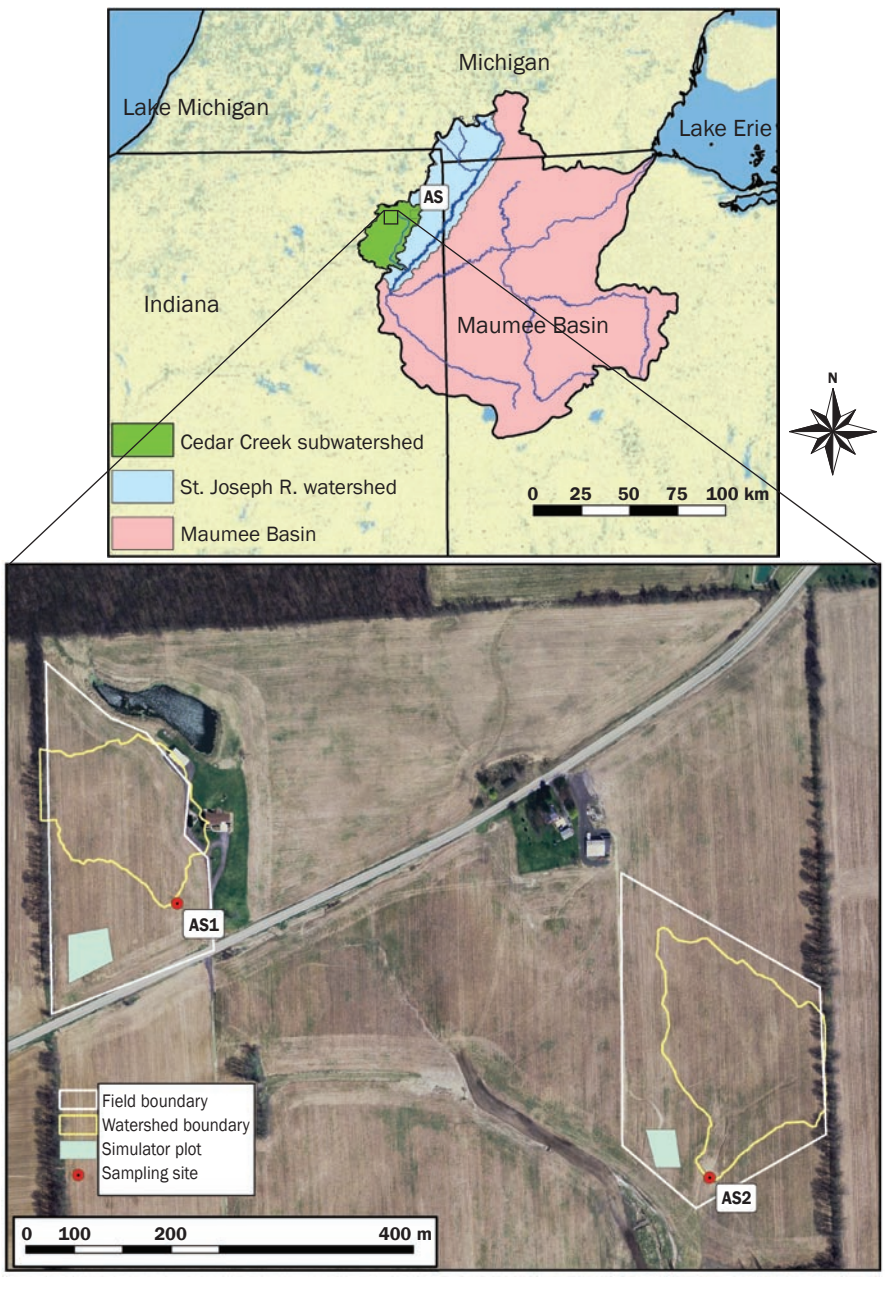 Michigan
Lake Michigan
Lake Erie
AS
Indiana
Maumee Basin
N
Cedar Creek subwatershed
St. Joseph R. watershed
Maumee Basin
0 25 50 75 100 km
AS1
Field boundary
Watershed boundary
Simulator plot
Sampling site
AS2
0 100 200 400 m